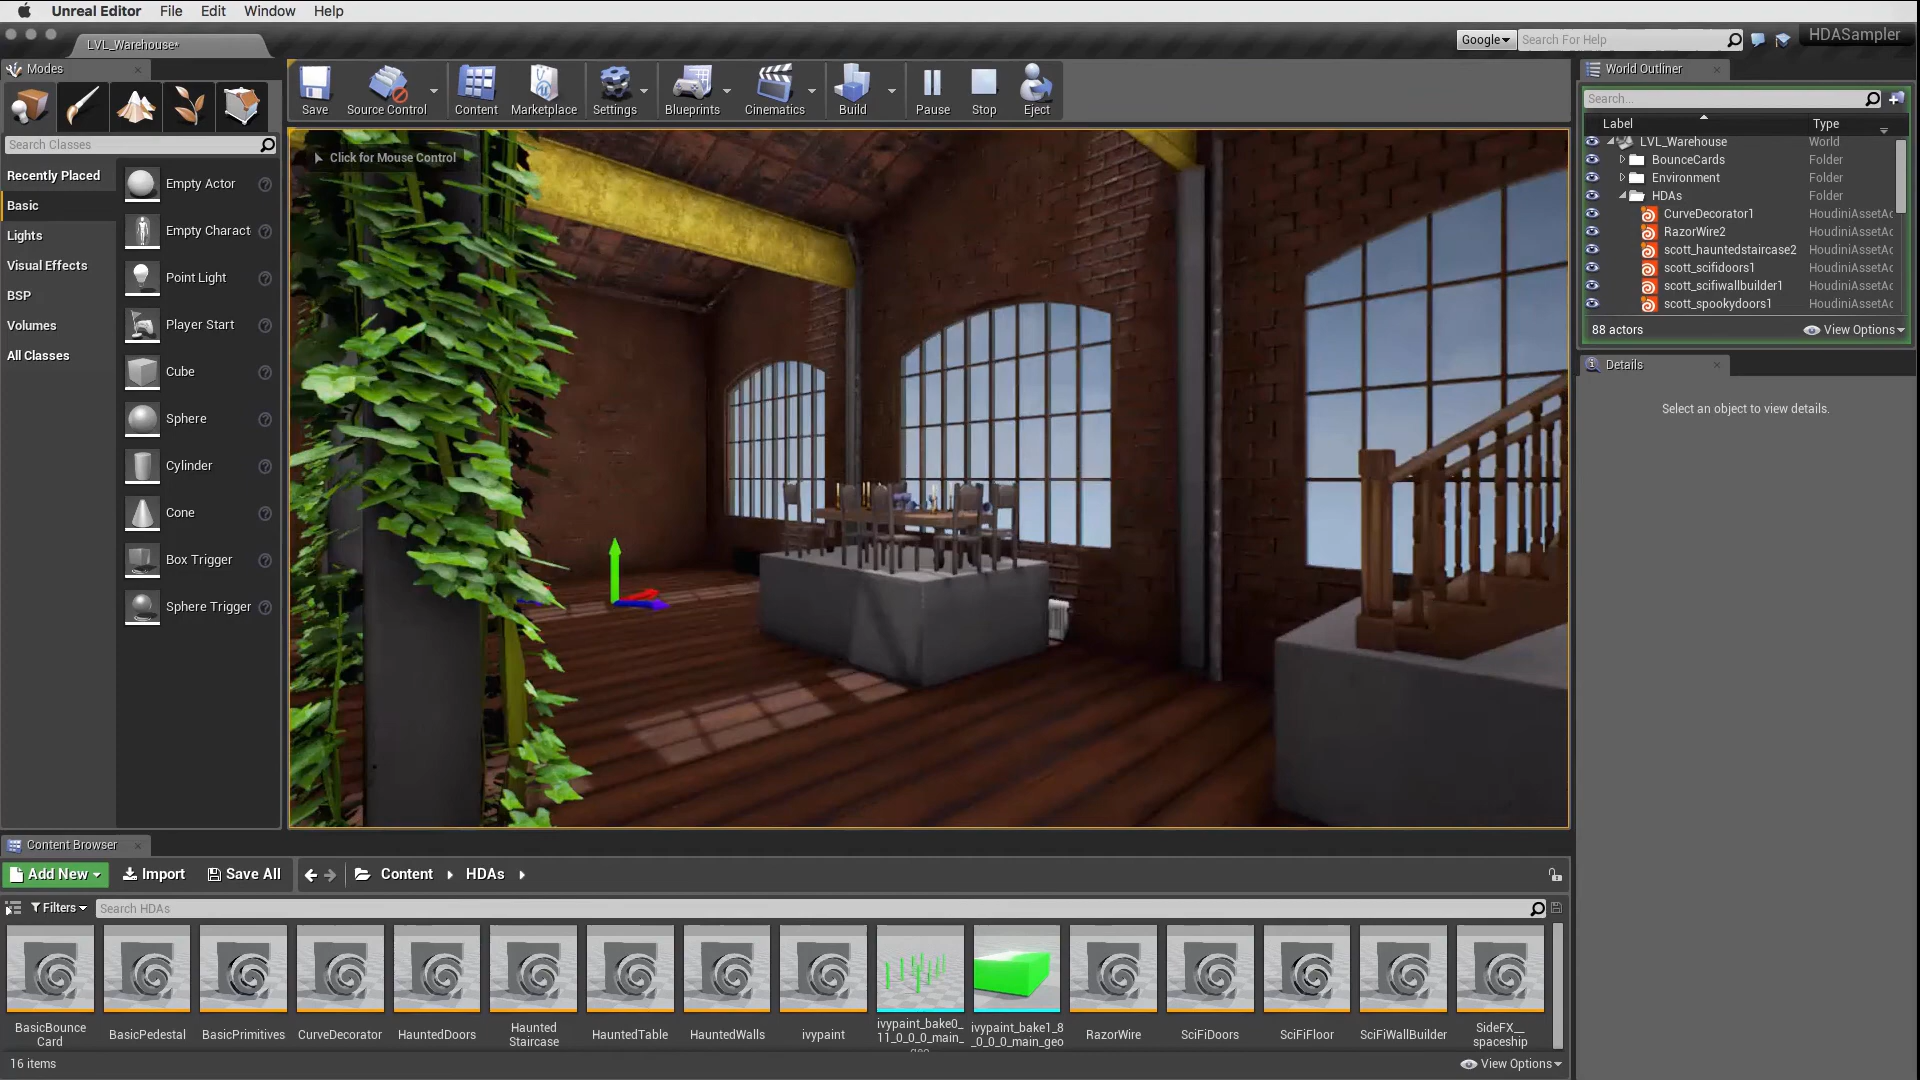 Unreal Editor File Edit Window Help
LVL_Warehouse*
Google
Search For Help
HDASampler
Modes
Search Classes
Recently Placed
Basic
Lights
Visual Effects
BSP
Volumes
All Classes
Empty Actor
Empty Charact
Point Light
Player Start
Cube
Sphere
Cylinder
Cone
Box Trigger
Sphere Trigger
Save
Source Control
Content
Marketplace
Settings
Blueprints
Cinematics
Build
Pause
Stop
Eject
Click for Mouse Control
World Outliner
Search...
Label Type
LVL_Warehouse World
BounceCards Folder
Environment Folder
HDAs Folder
CurveDecorator1 HoudiniAssetAc
RazorWire2 HoudiniAssetAc
scott_hauntedstaircase2 HoudiniAssetAc
scott_scifidoors1 HoudiniAssetAc
scott_scifiwallbuilder1 HoudiniAssetAc
scott_spookydoors1 HoudiniAssetAc
88 actors View Options
Details
Select an object to view details.
Content Browser
Add New Import Save All Content HDAs
Filters
Search HDAs
BasicBounce
Card
BasicPedestal
BasicPrimitives
CurveDecorator
HauntedDoors
Haunted
Staircase
HauntedTable
HauntedWalls
ivypaint
ivypaint_bake0_
11_0_0_0_main_
geo
ivypaint_bake1_8
_0_0_0_main_geo
RazorWire
SciFiDoors
SciFiFloor
SciFiWallBuilder
SideFX__
spaceship
16 items View Options